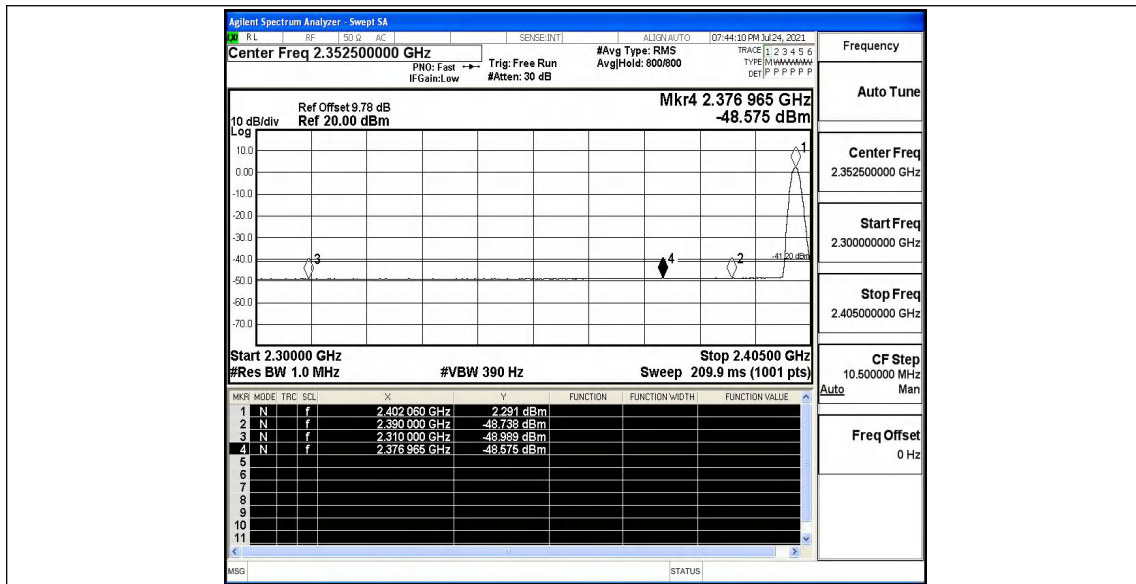 Agilent Spectrum Analyzer - Swept SA
LXI RL RF 50 Ω AC SENSE:INT ALIGN AUTO 07:44:10 PM Jul 24, 2021
Center Freq 2.352500000 GHz
PNO: Fast
IFGain:Low
Trig: Free Run
#Atten: 30 dB
#Avg Type: RMS
Avg|Hold: 800/800
TRACE 1 2 3 4 5 6
TYPE M WWWWW
DET P P P P P P
Ref Offset 9.78 dB
10 dB/div Ref 20.00 dBm
Mkr4 2.376 965 GHz
-48.575 dBm
Log
10.0
0.00
-10.0
-20.0
-30.0
-40.0
-50.0
-60.0
-70.0
1
3
4
2
-41.20 dBm
Start 2.30000 GHz Stop 2.40500 GHz
#Res BW 1.0 MHz #VBW 390 Hz Sweep 209.9 ms (1001 pts)
MKR MODE TRC SCL X Y FUNCTION FUNCTION WIDTH FUNCTION VALUE
1 N f 2.402 060 GHz 2.291 dBm
2 N f 2.390 000 GHz -48.738 dBm
3 N f 2.310 000 GHz -48.989 dBm
4 N f 2.376 965 GHz -48.575 dBm
5
6
7
8
9
10
11
MSG STATUS
Frequency
Auto Tune
Center Freq
2.352500000 GHz
Start Freq
2.300000000 GHz
Stop Freq
2.405000000 GHz
CF Step
10.500000 MHz
Auto Man
Freq Offset
0 Hz